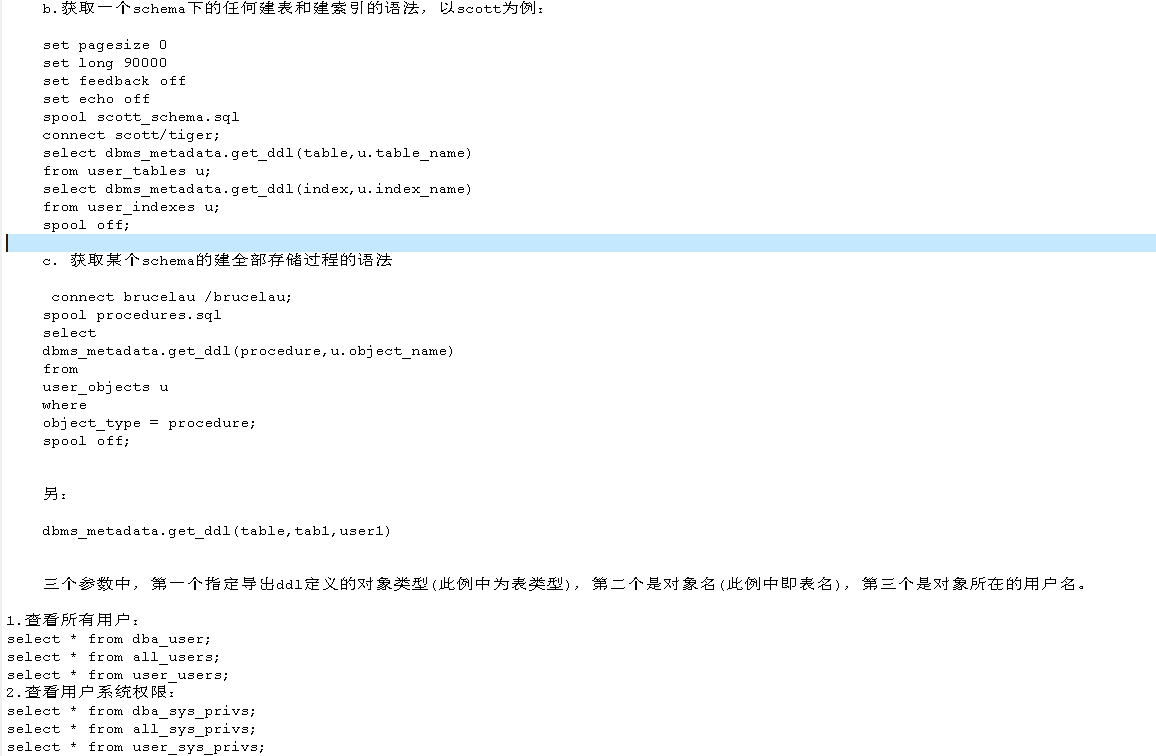 b.获取一个schema下的任何建表和建索引的语法，以scott为例：
set pagesize 0
set long 90000
set feedback off
set echo off
spool scott_schema.sql
connect scott/tiger;
select dbms_metadata.get_ddl(table,u.table_name)
from user_tables u;
select dbms_metadata.get_ddl(index,u.index_name)
from user_indexes u;
spool off;
c. 获取某个schema的建全部存储过程的语法
connect brucelau /brucelau;
spool procedures.sql
select
dbms_metadata.get_ddl(procedure,u.object_name)
from
user_objects u
where
object_type = procedure;
spool off;
另：
dbms_metadata.get_ddl(table,tab1,user1)
三个参数中，第一个指定导出ddl定义的对象类型(此例中为表类型)，第二个是对象名(此例中即表名)，第三个是对象所在的用户名。
1.查看所有用户：
select * from dba_user;
select * from all_users;
select * from user_users;
2.查看用户系统权限：
select * from dba_sys_privs;
select * from all_sys_privs;
select * from user_sys_privs;